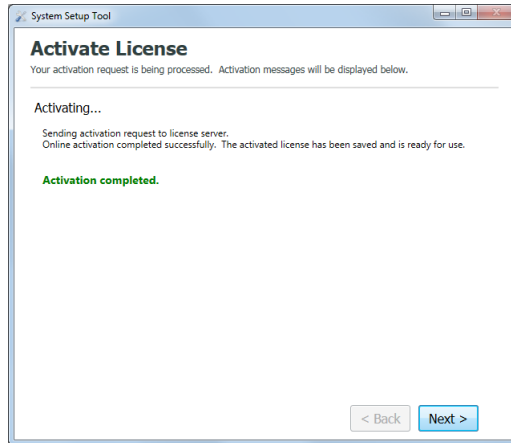 System Setup Tool
Activate License
Your activation request is being processed.  Activation messages will be displayed below.
Activating...
Sending activation request to license server.
Online activation completed successfully.  The activated license has been saved and is ready for use.
Activation completed.
< Back
Next >